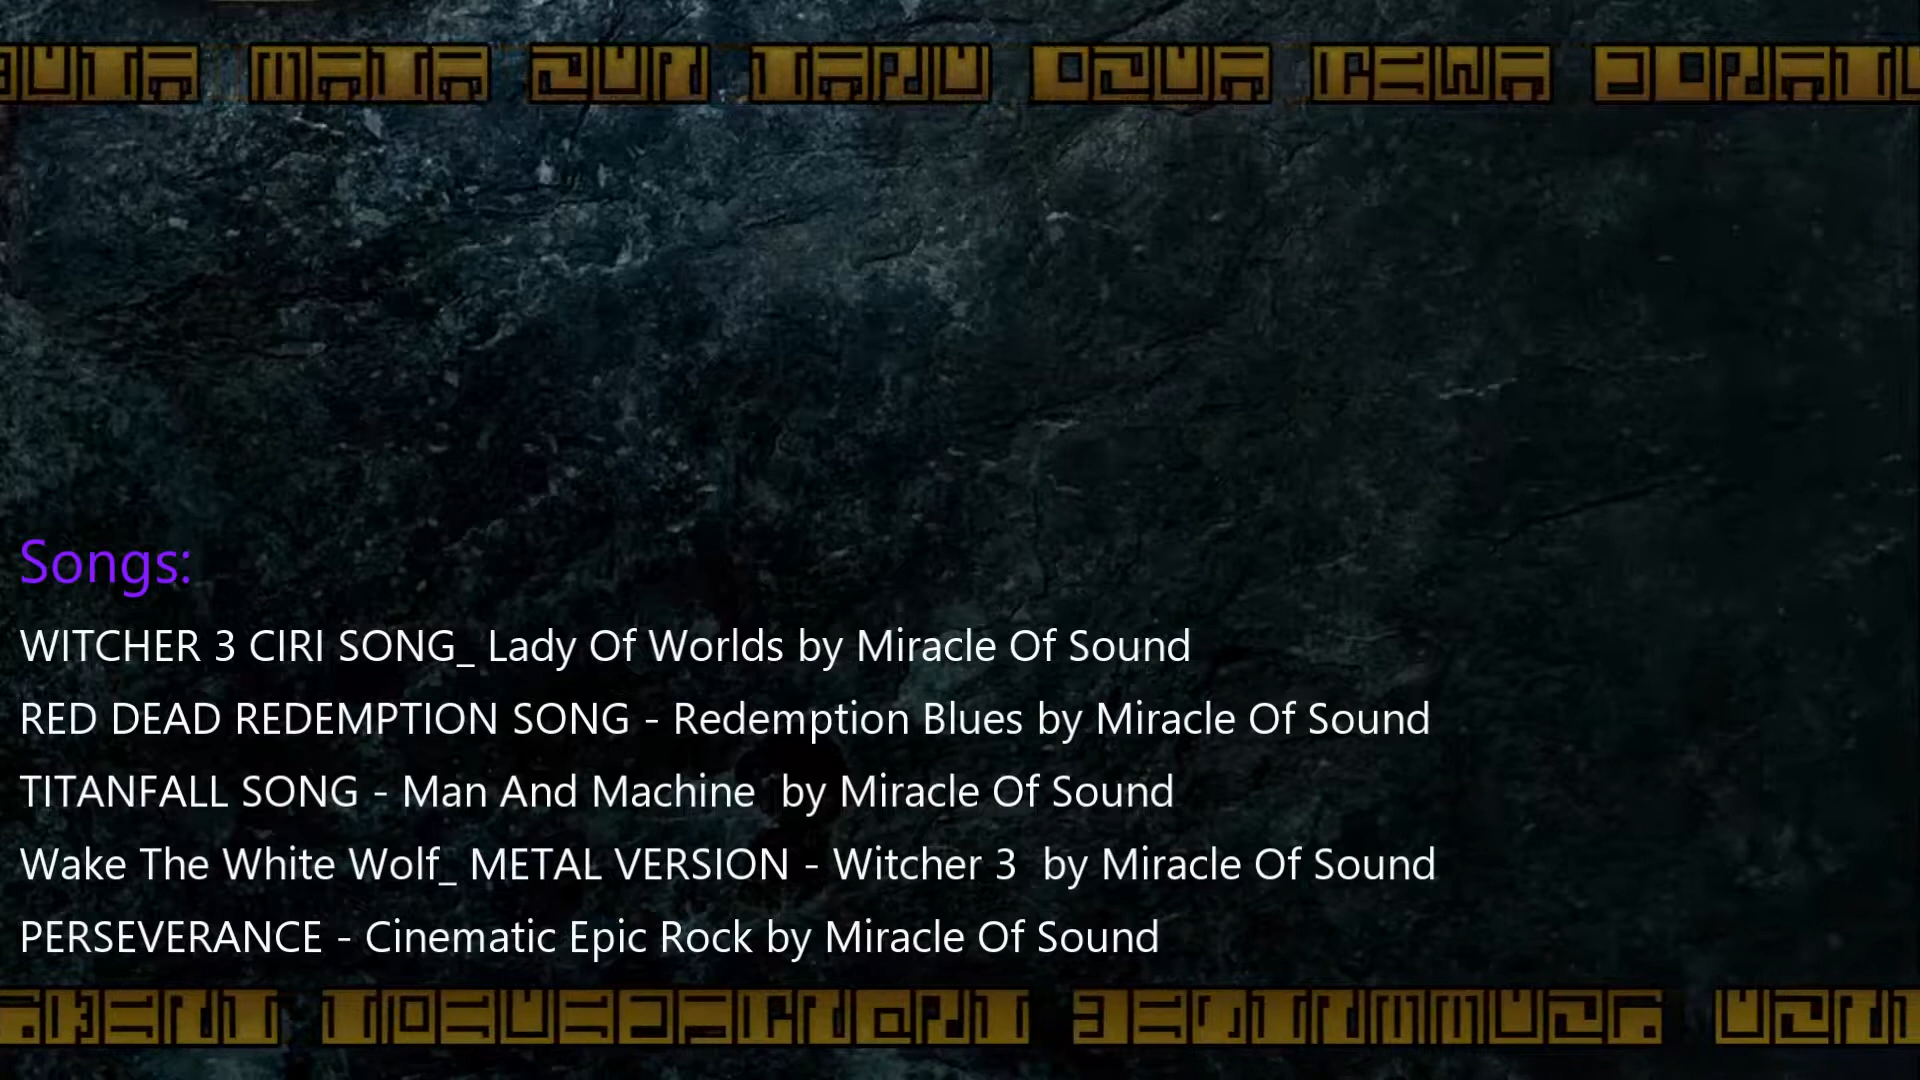 Songs:
WITCHER 3 CIRI SONG_ Lady Of Worlds by Miracle Of Sound
RED DEAD REDEMPTION SONG - Redemption Blues by Miracle Of Sound
TITANFALL SONG - Man And Machine  by Miracle Of Sound
Wake The White Wolf_ METAL VERSION - Witcher 3  by Miracle Of Sound
PERSEVERANCE - Cinematic Epic Rock by Miracle Of Sound